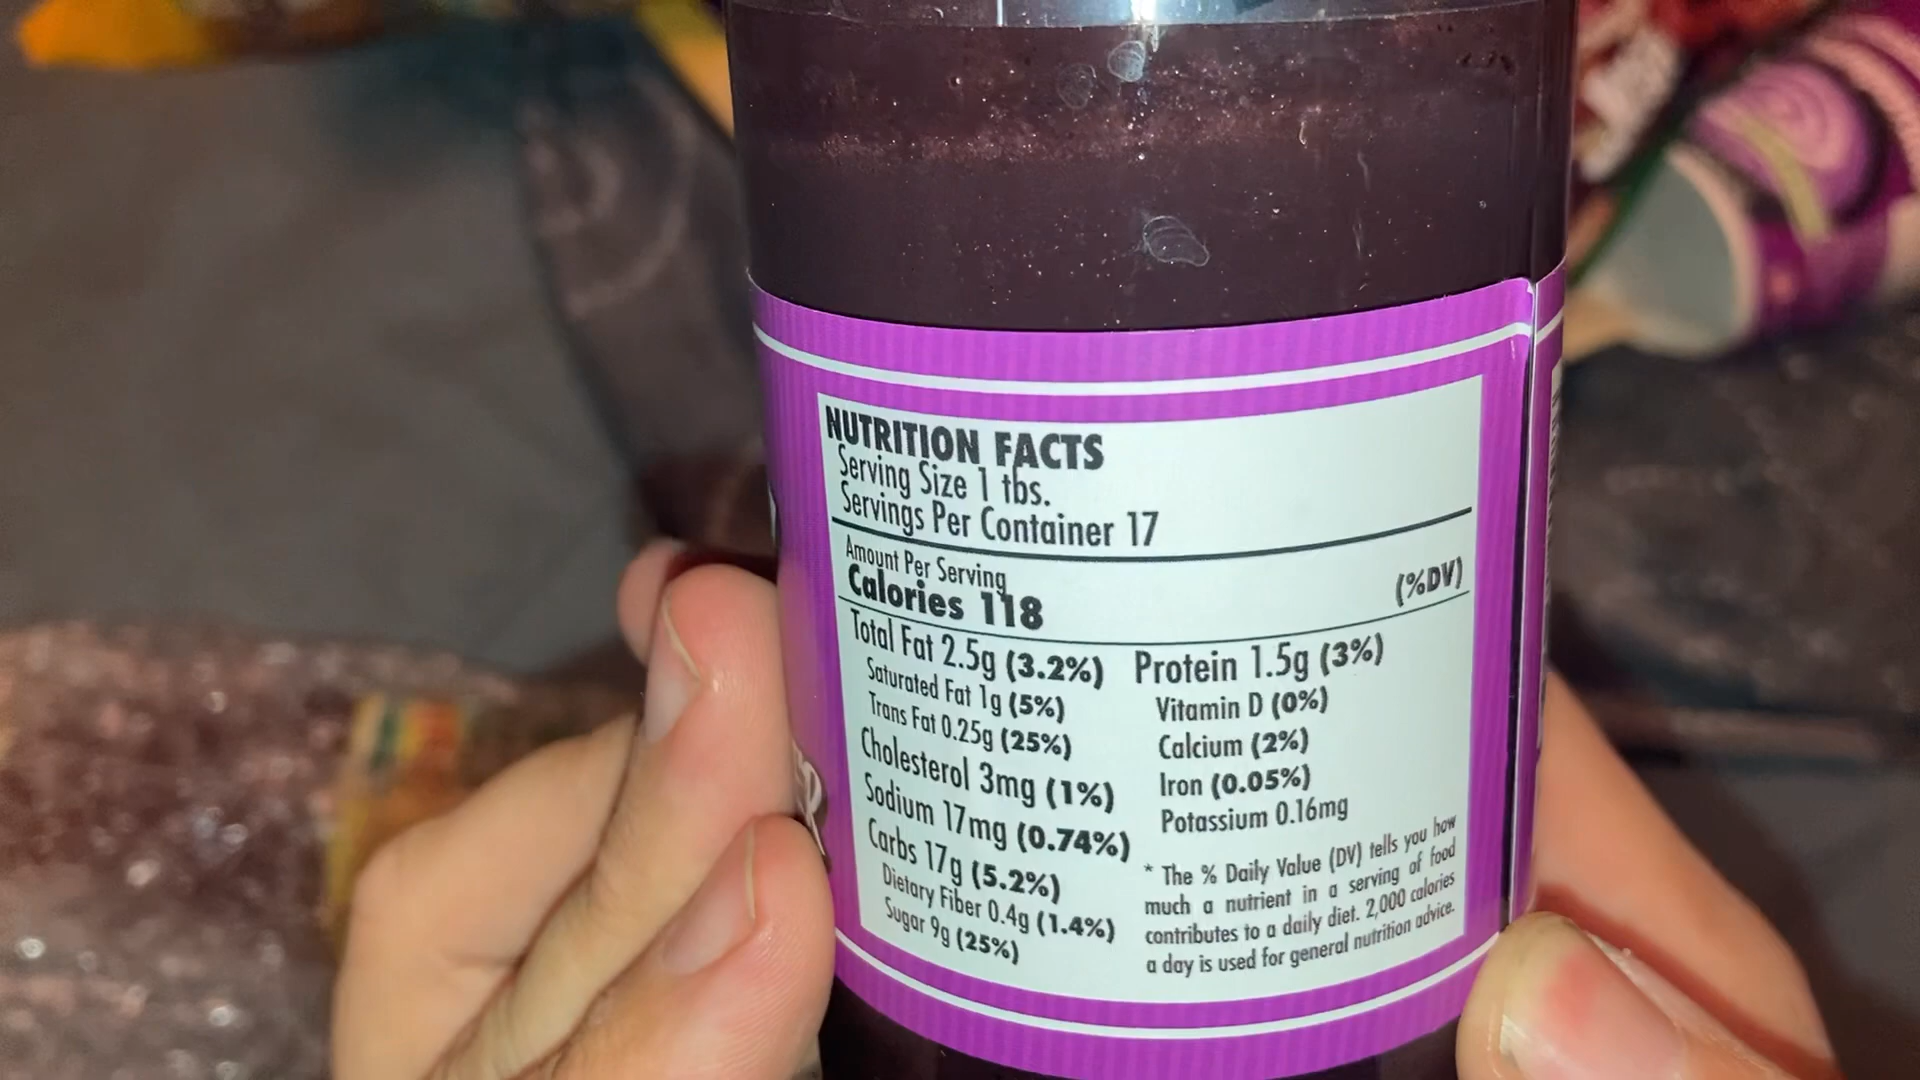 NUTRITION FACTS
Serving Size 1 tbs.
Servings Per Container 17
Amount Per Serving
Calories 118
(%DV)
Total Fat 2.5g (3.2%)
Saturated Fat 1g (5%)
Trans Fat 0.25g (25%)
Cholesterol 3mg (1%)
Sodium 17mg (0.74%)
Carbs 17g (5.2%)
Dietary Fiber 0.4g (1.4%)
Sugar 9g (25%)
Protein 1.5g (3%)
Vitamin D (0%)
Calcium (2%)
Iron (0.05%)
Potassium 0.16mg
* The % Daily Value (DV) tells you how
much a nutrient in a serving of food
contributes to a daily diet. 2,000 calories
a day is used for general nutrition advice.